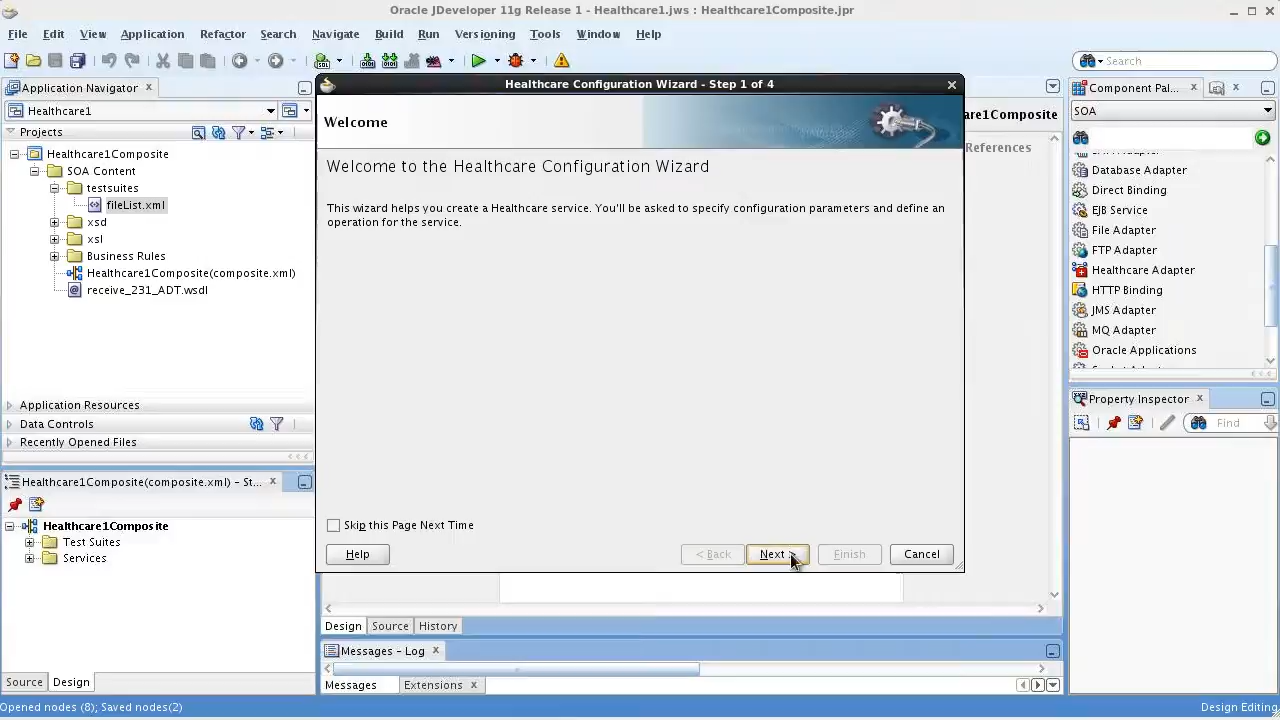 Oracle JDeveloper 11g Release 1 - Healthcare1.jws : Healthcare1Composite.jpr
File Edit View Application Refactor Search Navigate Build Run Versioning Tools Window Help
Search
Application Navigator
Healthcare1
Projects
Healthcare1Composite
SOA Content
testsuites
fileList.xml
xsd
xsl
Business Rules
Healthcare1Composite(composite.xml)
receive_231_ADT.wsdl
Application Resources
Data Controls
Recently Opened Files
Healthcare1Composite(composite.xml) - St...
Healthcare1Composite
Test Suites
Services
Source Design
Healthcare Configuration Wizard - Step 1 of 4
Welcome
Welcome to the Healthcare Configuration Wizard
This wizard helps you create a Healthcare service. You'll be asked to specify configuration parameters and define an
operation for the service.
Skip this Page Next Time
Help < Back Next > Finish Cancel
are1Composite
References
Design Source History
Messages - Log
Messages Extensions
Component Pal...
SOA
Database Adapter
Direct Binding
EJB Service
File Adapter
FTP Adapter
Healthcare Adapter
HTTP Binding
JMS Adapter
MQ Adapter
Oracle Applications
Property Inspector
Find
Opened nodes (8); Saved nodes(2)
Design Editing